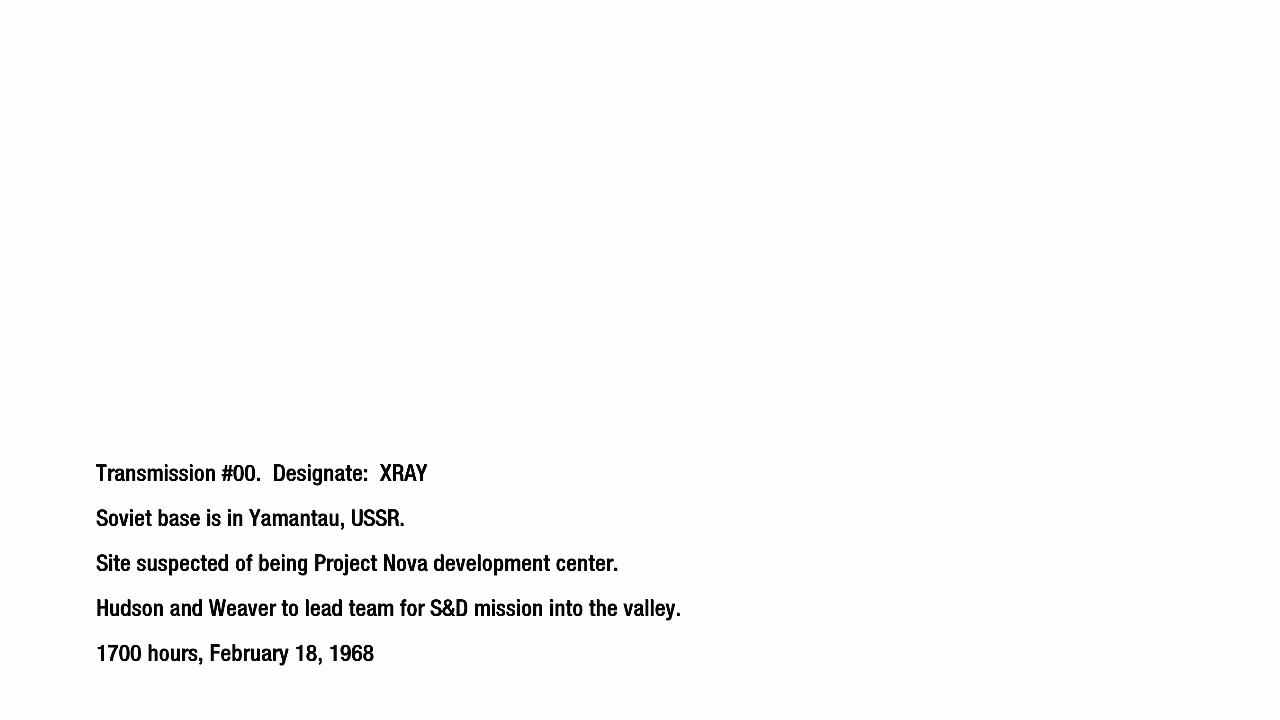 Transmission #00.  Designate:  XRAY
Soviet base is in Yamantau, USSR.
Site suspected of being Project Nova development center.
Hudson and Weaver to lead team for S&D mission into the valley.
1700 hours, February 18, 1968